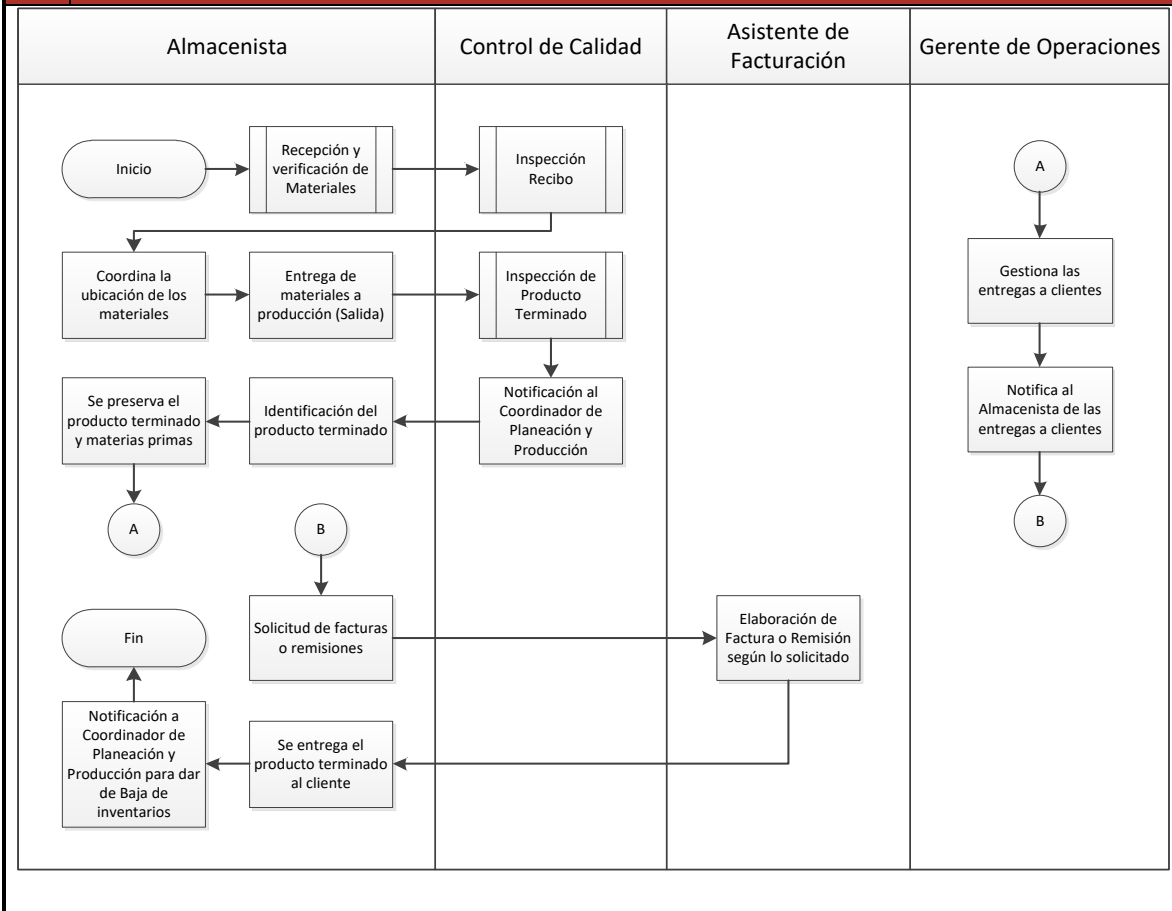 Almacenista
Control de Calidad
Asistente de
Facturación
Gerente de Operaciones
Inicio
Recepción y
verificación de
Materiales
Inspección
Recibo
A
Coordina la
ubicación de los
materiales
Entrega de
materiales a
producción (Salida)
Inspección de
Producto
Terminado
Gestiona las
entregas a clientes
Se preserva el
producto terminado
y materias primas
Identificación del
producto terminado
Notificación al
Coordinador de
Planeación y
Producción
Notifica al
Almacenista de las
entregas a clientes
A
B
B
Fin
Solicitud de facturas
o remisiones
Elaboración de
Factura o Remisión
según lo solicitado
Notificación a
Coordinador de
Planeación y
Producción para dar
de Baja de
inventarios
Se entrega el
producto terminado
al cliente